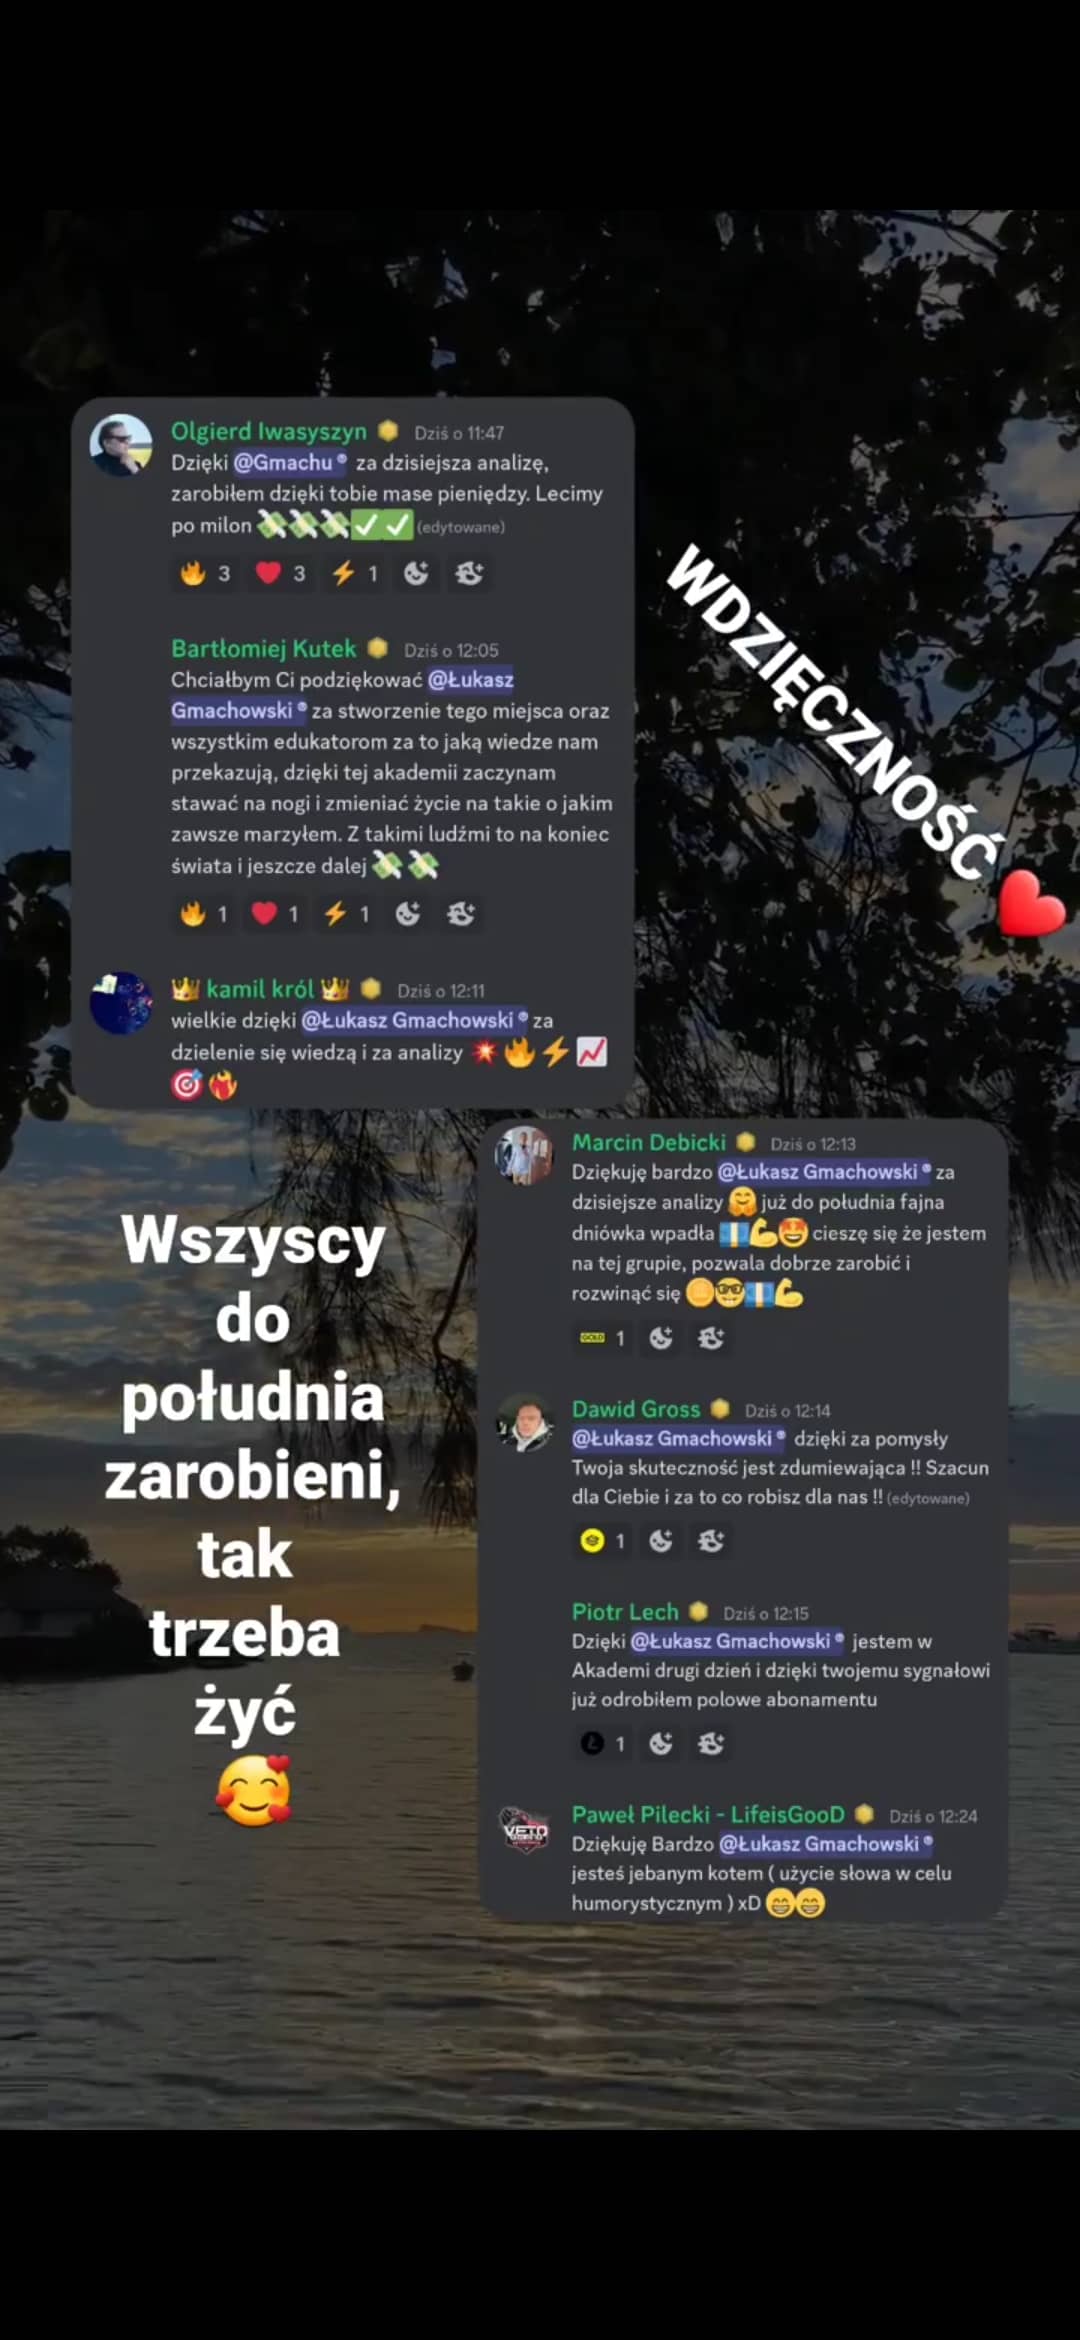 Olgierd Iwasyszyn Dziś o 11:47
Dzięki @Gmachu ® za dzisiejsza analizę,
zarobiłem dzięki tobie mase pieniędzy. Lecimy
po milon 💸💸💸✅✅ (edytowane)
🔥 3 ❤️ 3 ⚡ 1
Bartłomiej Kutek Dziś o 12:05
Chciałbym Ci podziękować @Łukasz
Gmachowski ® za stworzenie tego miejsca oraz
wszystkim edukatorom za to jaką wiedze nam
przekazują, dzięki tej akademii zaczynam
stawać na nogi i zmieniać życie na takie o jakim
zawsze marzyłem. Z takimi ludźmi to na koniec
świata i jeszcze dalej 💸💸
🔥 1 ❤️ 1 ⚡ 1
👑 kamil król 👑 Dziś o 12:11
wielkie dzięki @Łukasz Gmachowski ® za
dzielenie się wiedzą i za analizy 💥🔥⚡📈
🎯❤️‍🔥
WDZIĘCZNOŚĆ ❤️
Marcin Debicki Dziś o 12:13
Dziękuję bardzo @Łukasz Gmachowski ® za
dzisiejsze analizy 🤗 już do południa fajna
dniówka wpadła 💶💪🤩 cieszę się że jestem
na tej grupie, pozwala dobrze zarobić i
rozwinąć się 🪙🤓💶💪
GOLD 1
Dawid Gross Dziś o 12:14
@Łukasz Gmachowski ® dzięki za pomysły
Twoja skuteczność jest zdumiewająca !! Szacun
dla Ciebie i za to co robisz dla nas !! (edytowane)
1
Piotr Lech Dziś o 12:15
Dzięki @Łukasz Gmachowski ® jestem w
Akademi drugi dzień i dzięki twojemu sygnałowi
już odrobiłem polowe abonamentu
1
VETO
Paweł Pilecki - LifeisGooD Dziś o 12:24
Dziękuję Bardzo @Łukasz Gmachowski ®
jesteś jebanym kotem ( użycie słowa w celu
humorystycznym ) xD 😁😁
Wszyscy
do
południa
zarobieni,
tak
trzeba
żyć
🥰